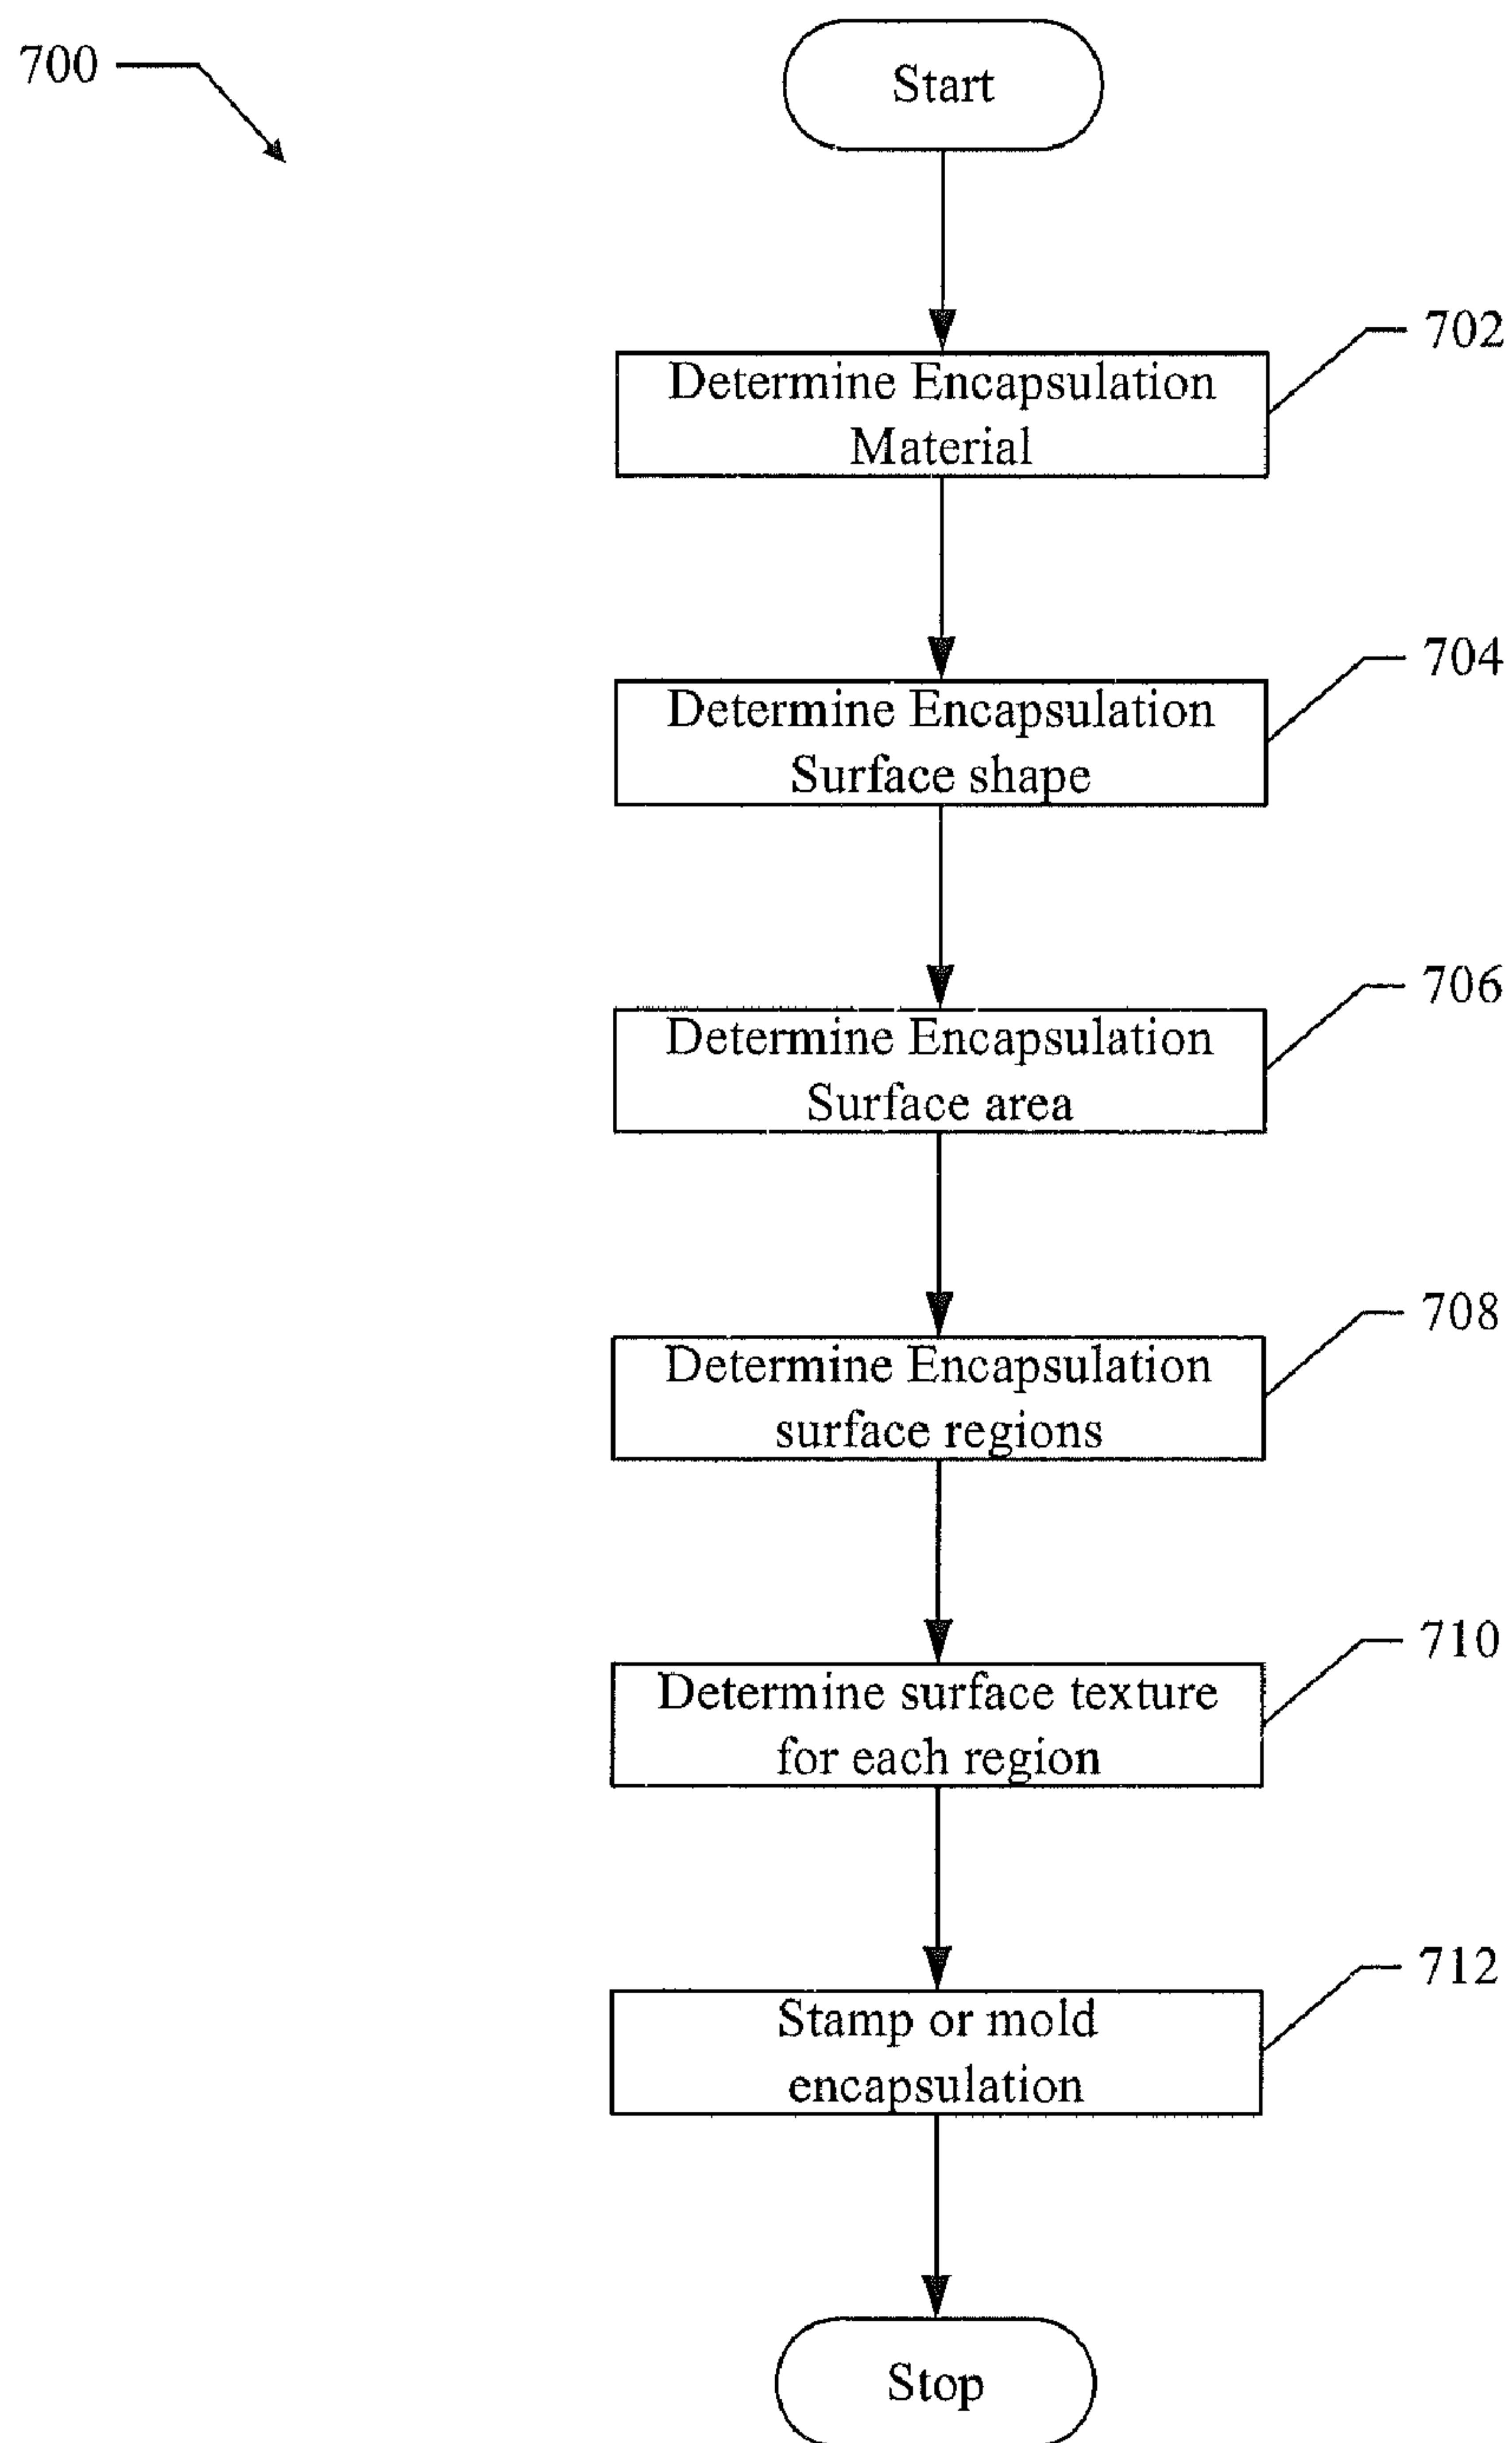 700
Start
702
Determine Encapsulation
Material
704
Determine Encapsulation
Surface shape
706
Determine Encapsulation
Surface area
708
Determine Encapsulation
surface regions
710
Determine surface texture
for each region
712
Stamp or mold
encapsulation
Stop